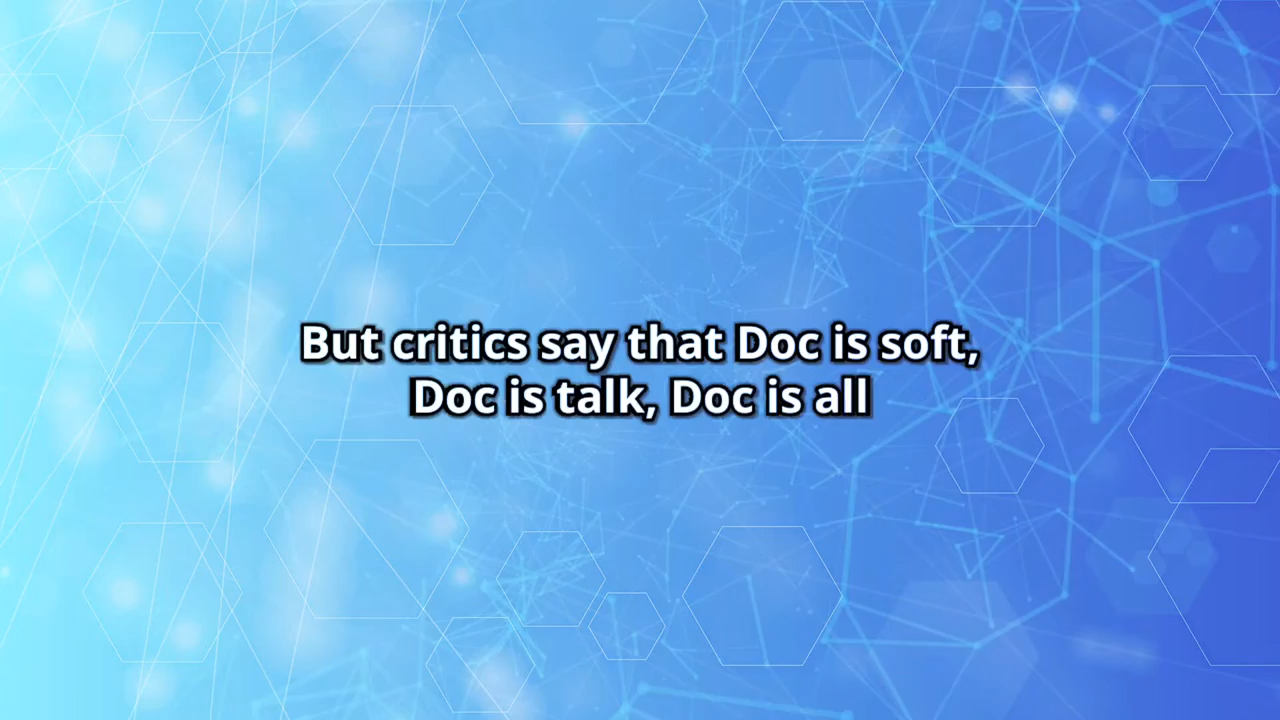 But critics say that Doc is soft,
Doc is talk, Doc is all